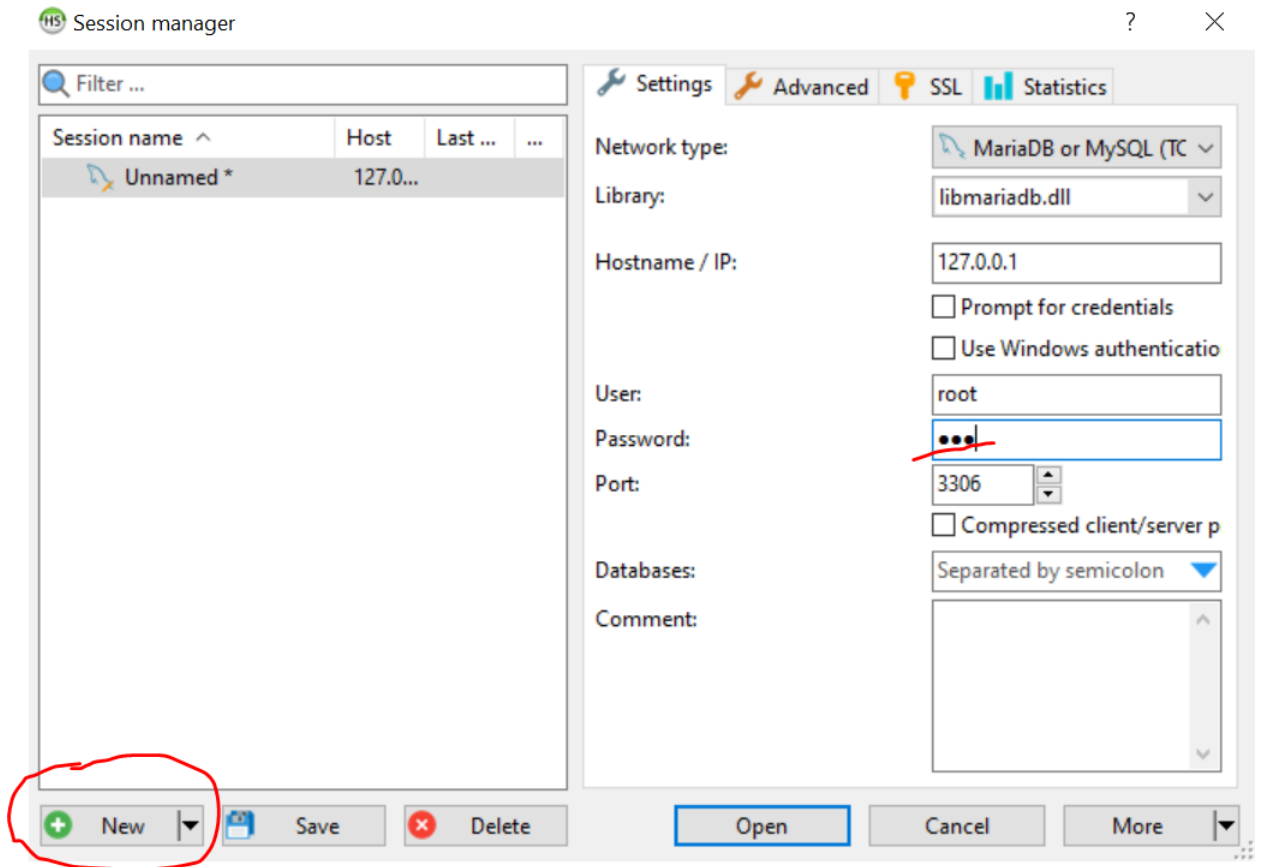 HS Session manager ?
Filter ...
Session name Host Last ... ...
Unnamed * 127.0...
New Save Delete
Settings Advanced SSL Statistics
Network type: MariaDB or MySQL (TC
Library: libmariadb.dll
Hostname / IP: 127.0.0.1
Prompt for credentials
Use Windows authenticatio
User: root
Password: ●●●
Port: 3306
Compressed client/server p
Databases: Separated by semicolon
Comment:
Open Cancel More